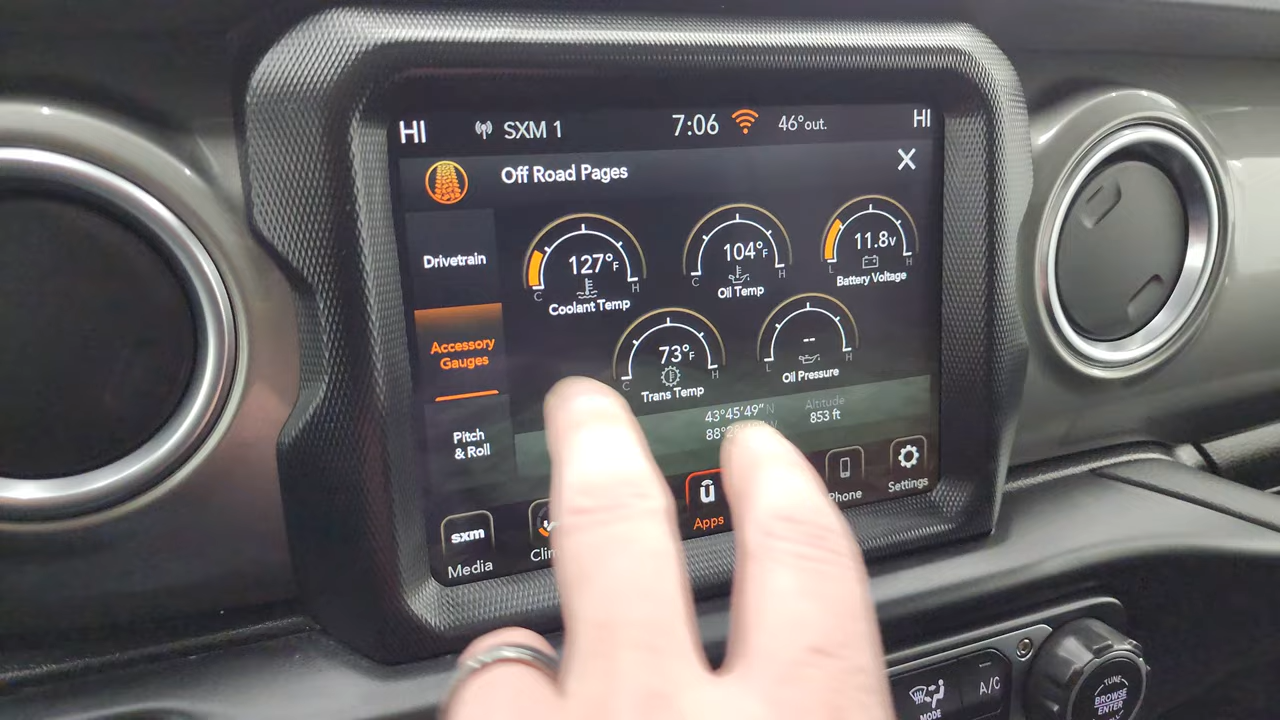 HI SXM 1 7:06 46°out. HI
Off Road Pages X
Drivetrain
Accessory
Gauges
Pitch
& Roll
127°F
C H
Coolant Temp
104°F
C H
Oil Temp
11.8v
L H
Battery Voltage
73°F
C H
Trans Temp
--
L H
Oil Pressure
43°45'49" N
88°
Altitude
853 ft
sxm
Media
Clim
Apps
Phone
Settings
MODE
A/C
TUNE
BROWSE
ENTER